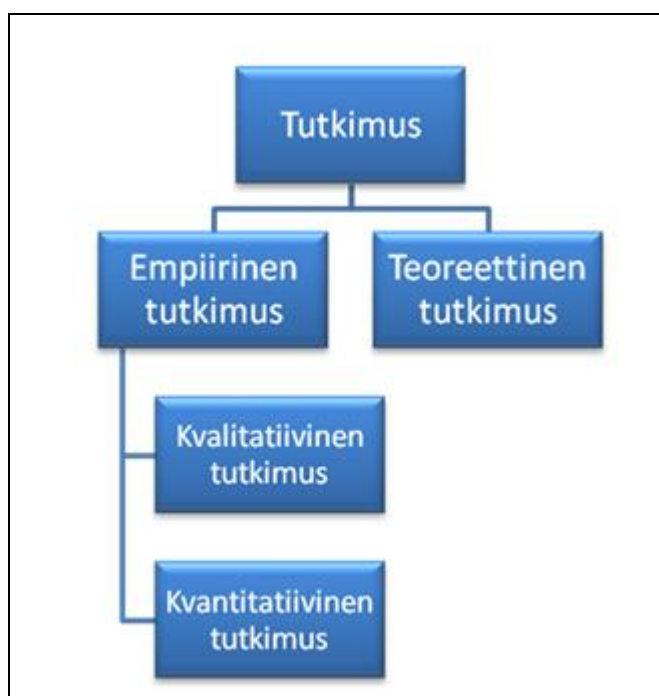 Tutkimus
Empiirinen
tutkimus
Teoreettinen
tutkimus
Kvalitatiivinen
tutkimus
Kvantitatiivinen
tutkimus